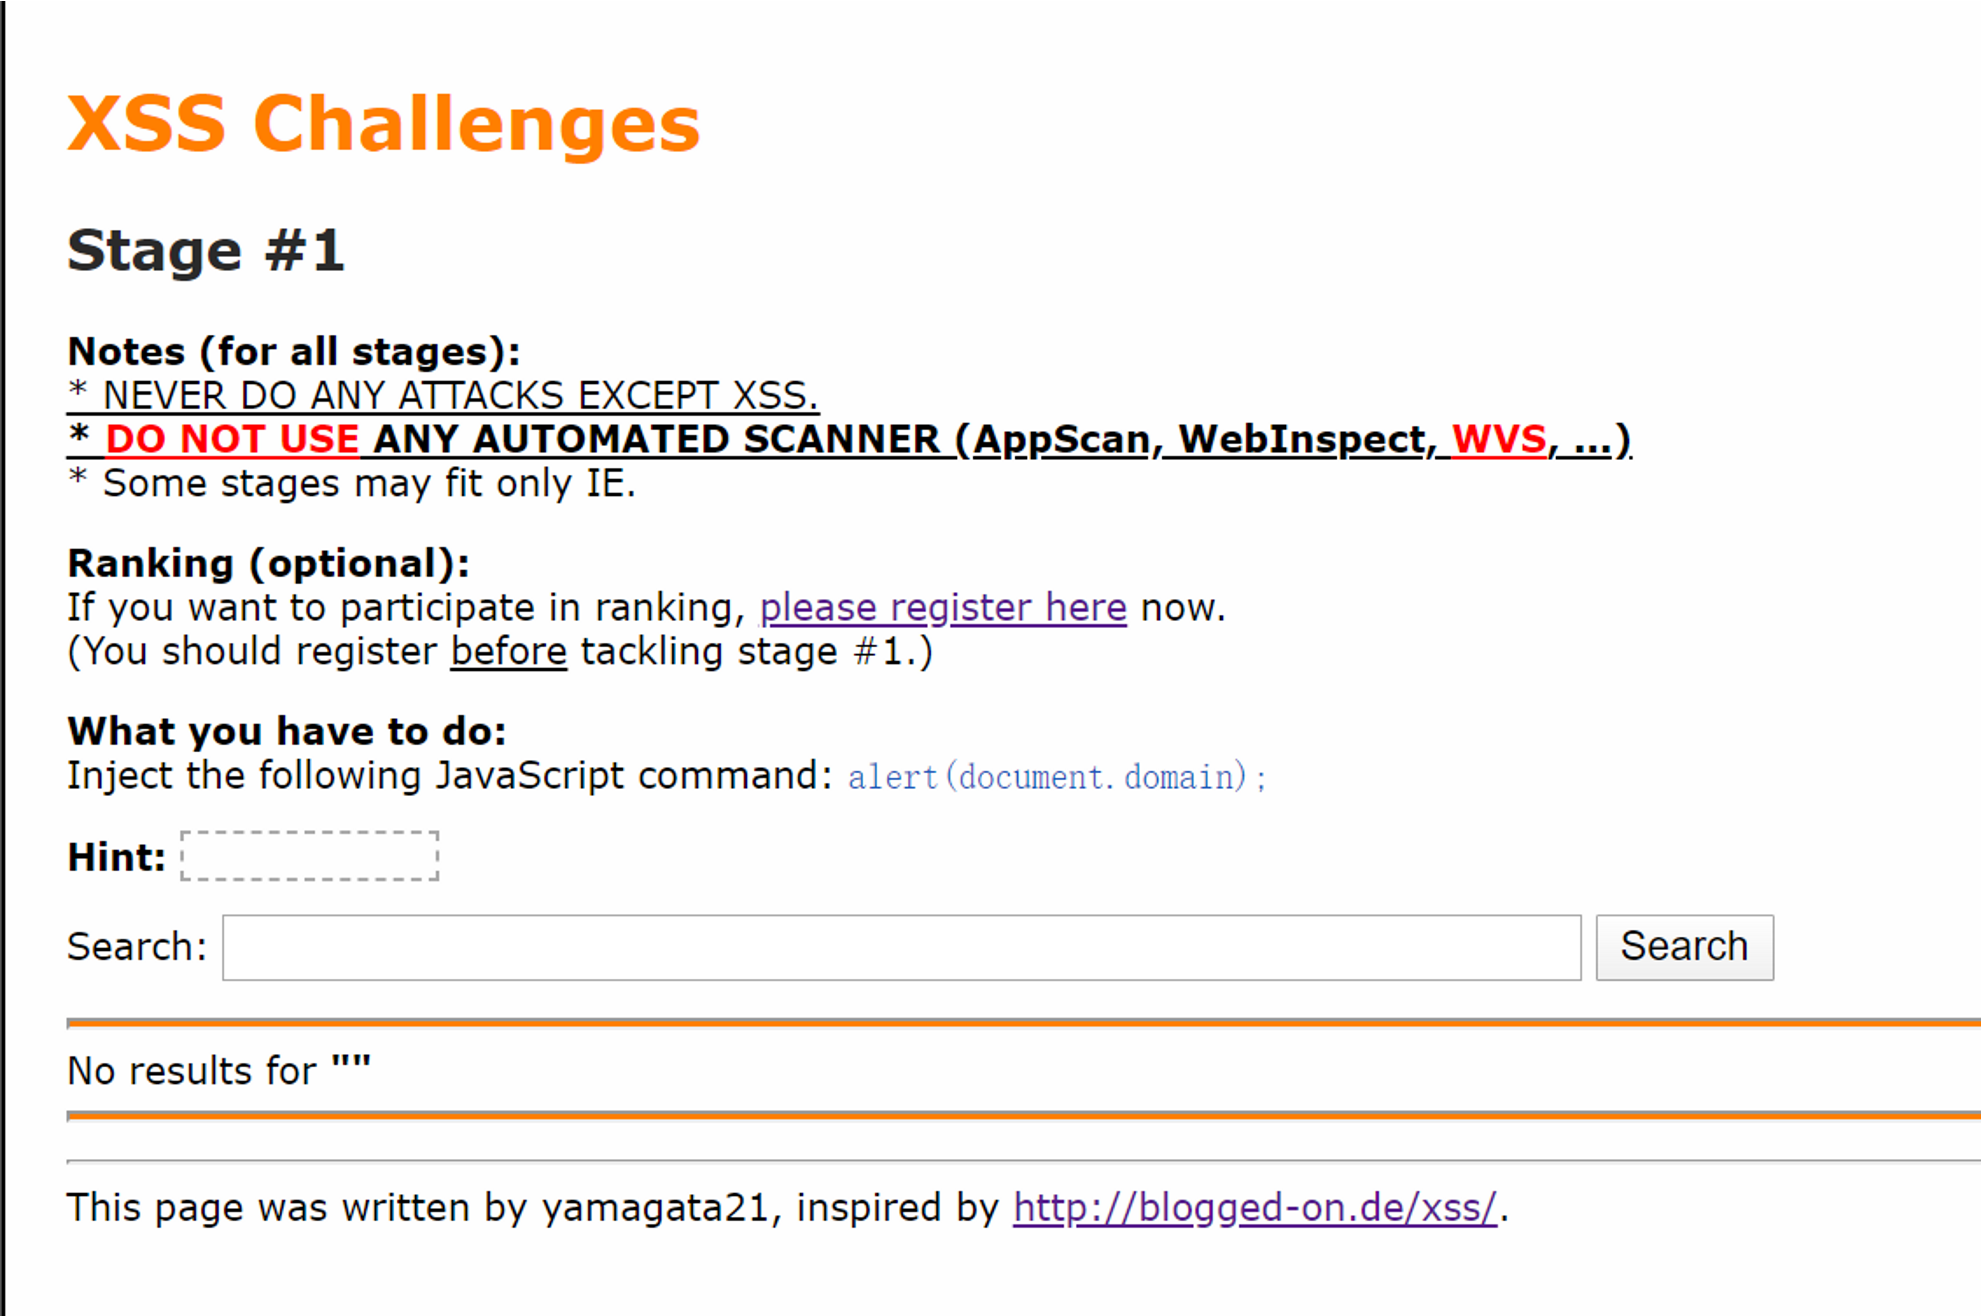 XSS Challenges
Stage #1
Notes (for all stages):
* NEVER DO ANY ATTACKS EXCEPT XSS.
* DO NOT USE ANY AUTOMATED SCANNER (AppScan, WebInspect, WVS, ...)
* Some stages may fit only IE.
Ranking (optional):
If you want to participate in ranking, please register here now.
(You should register before tackling stage #1.)
What you have to do:
Inject the following JavaScript command: alert(document.domain);
Hint:
Search: Search
No results for ""
This page was written by yamagata21, inspired by http://blogged-on.de/xss/.